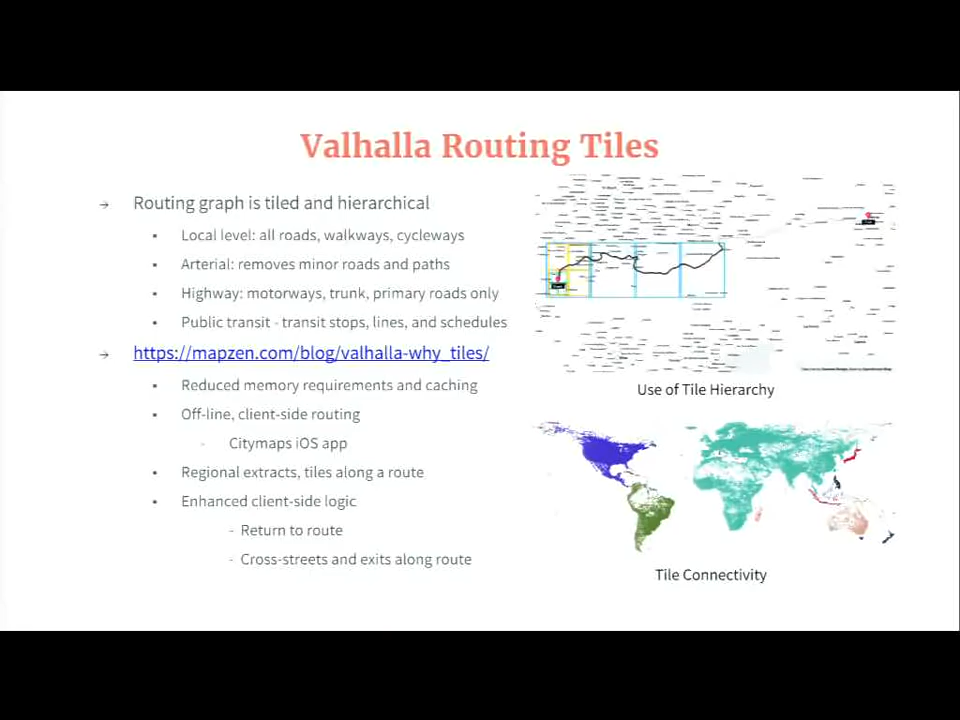 Valhalla Routing Tiles
→ Routing graph is tiled and hierarchical
▪ Local level: all roads, walkways, cycleways
▪ Arterial: removes minor roads and paths
▪ Highway: motorways, trunk, primary roads only
▪ Public transit - transit stops, lines, and schedules
→ https://mapzen.com/blog/valhalla-why_tiles/
▪ Reduced memory requirements and caching
▪ Off-line, client-side routing
- Citymaps iOS app
▪ Regional extracts, tiles along a route
▪ Enhanced client-side logic
- Return to route
- Cross-streets and exits along route
Use of Tile Hierarchy
Tile Connectivity